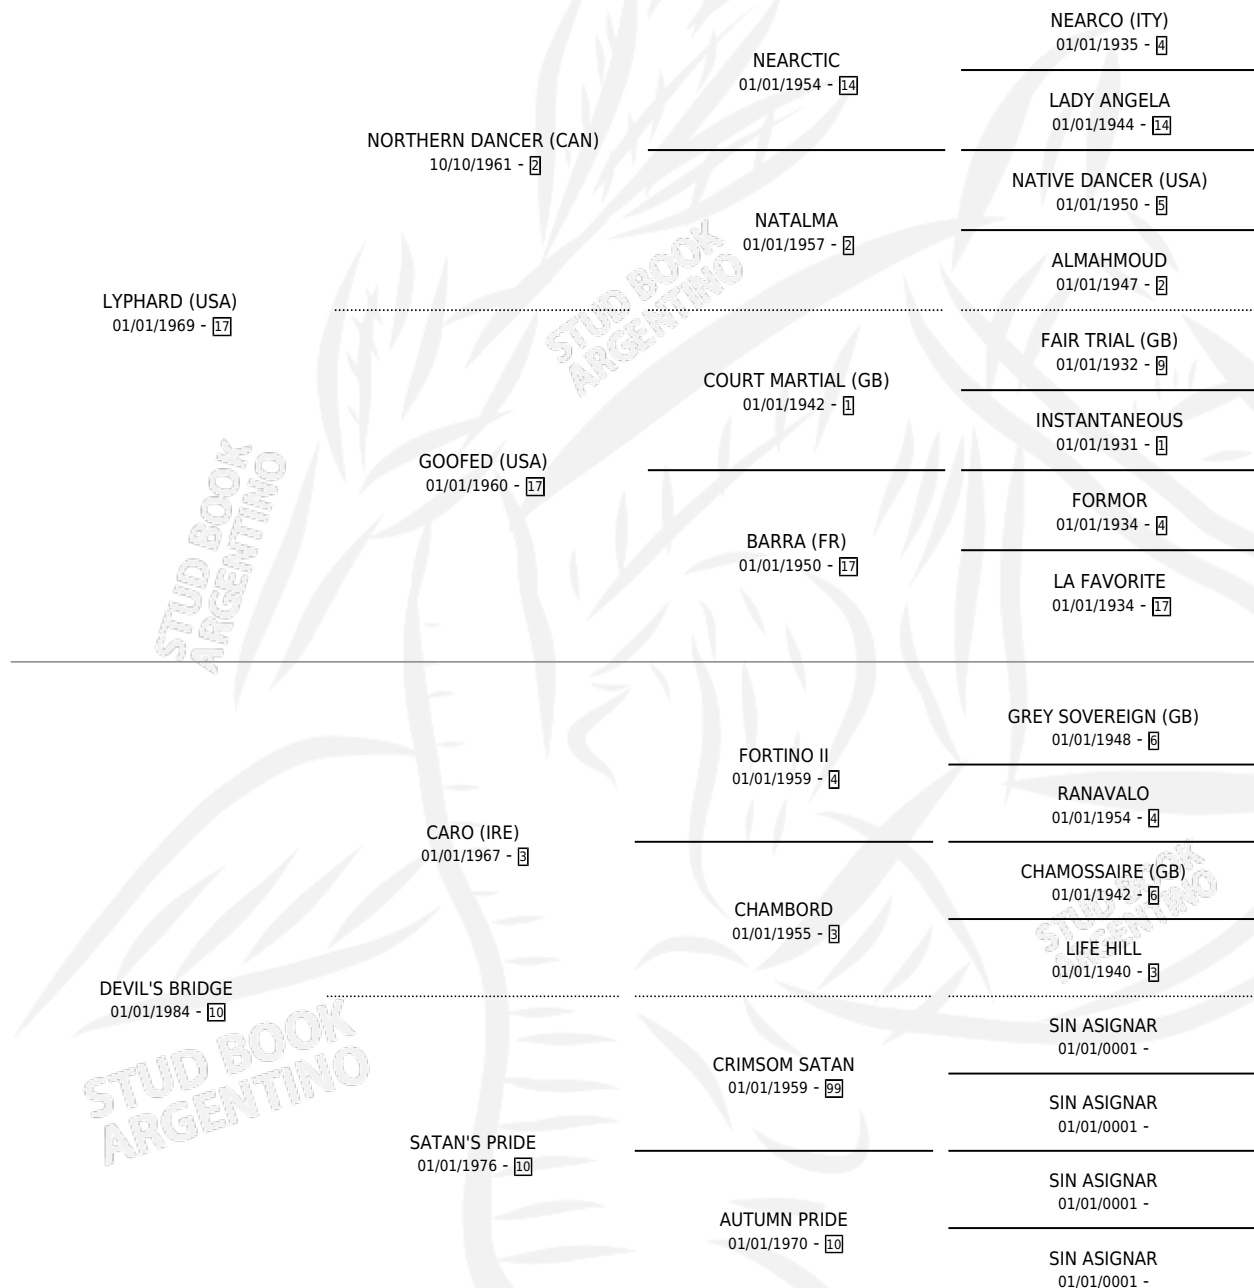 NEARCO (ITY)
01/01/1935 - 4
NEARCTIC
01/01/1954 - 14
LADY ANGELA
01/01/1944 - 14
NORTHERN DANCER (CAN)
10/10/1961 - 2
NATIVE DANCER (USA)
01/01/1950 - 5
NATALMA
01/01/1957 - 2
ALMAHMOUD
01/01/1947 - 2
LYPHARD (USA)
01/01/1969 - 17
STUD BOOK
ARGENTINO
FAIR TRIAL (GB)
01/01/1932 - 9
COURT MARTIAL (GB)
01/01/1942 - 1
INSTANTANEOUS
01/01/1931 - 1
GOOFED (USA)
01/01/1960 - 17
FORMOR
01/01/1934 - 4
BARRA (FR)
01/01/1950 - 17
LA FAVORITE
01/01/1934 - 17
STUD BOOK
ARGENTINO
GREY SOVEREIGN (GB)
01/01/1948 - 6
FORTINO II
01/01/1959 - 4
RANAVALO
01/01/1954 - 4
CARO (IRE)
01/01/1967 - 3
CHAMOSSAIRE (GB)
01/01/1942 - 6
CHAMBORD
01/01/1955 - 3
LIFE HILL
01/01/1940 - 3
STUD BOOK
ARGENTINO
DEVIL'S BRIDGE
01/01/1984 - 10
SIN ASIGNAR
01/01/0001 -
CRIMSOM SATAN
01/01/1959 - 99
SIN ASIGNAR
01/01/0001 -
STUD BOOK
ARGENTINO
SATAN'S PRIDE
01/01/1976 - 10
SIN ASIGNAR
01/01/0001 -
AUTUMN PRIDE
01/01/1970 - 10
SIN ASIGNAR
01/01/0001 -